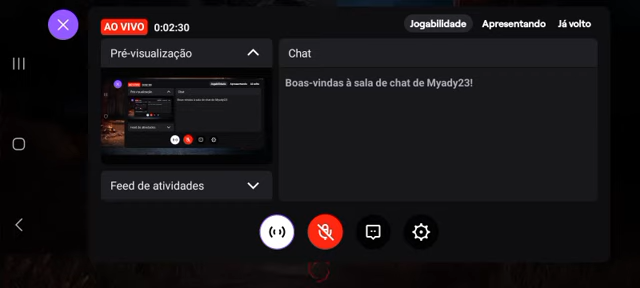 AO VIVO 0:02:30
Jogabilidade Apresentando Já volto
Pré-visualização
Chat
Boas-vindas à sala de chat de Myady23!
Feed de atividades